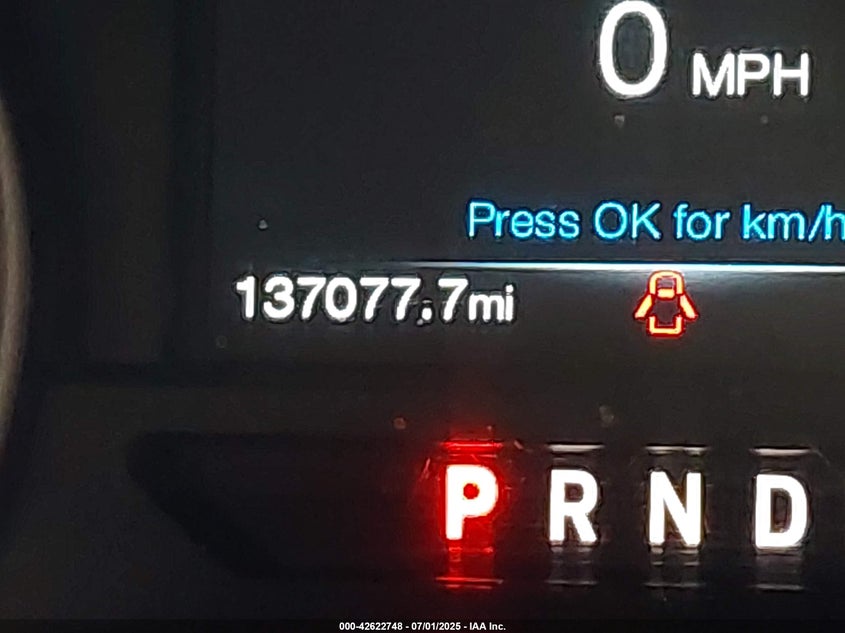 0 MPH
Press OK for km/h
137077.7mi
P R N D
000-42622748 - 07/01/2025 - IAA Inc.